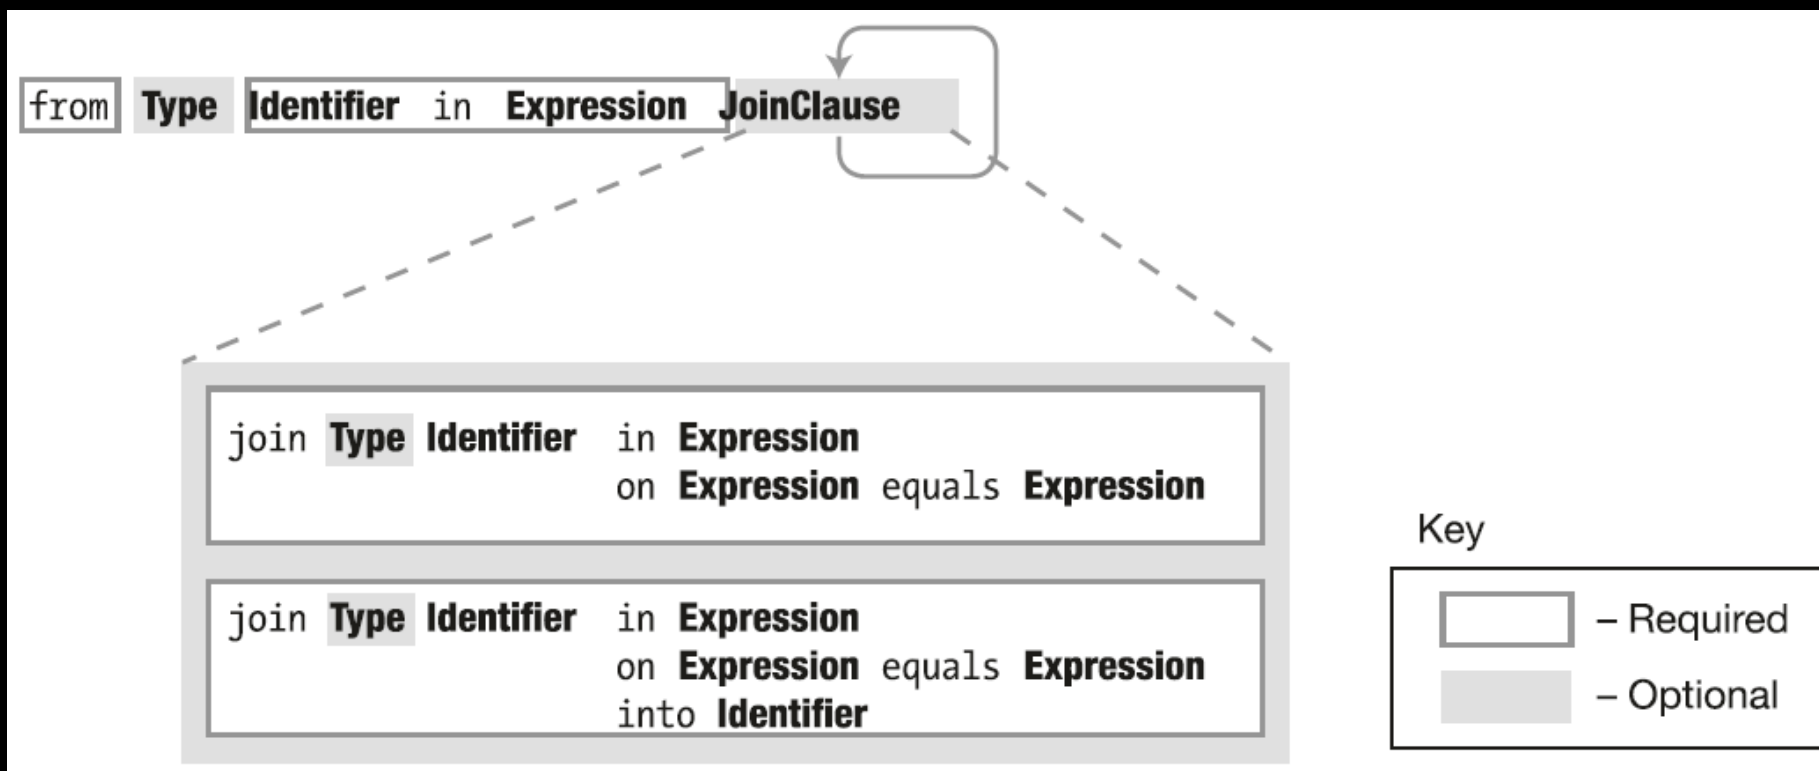 from Type Identifier in Expression JoinClause
join Type Identifier in Expression
on Expression equals Expression
join Type Identifier in Expression
on Expression equals Expression
into Identifier
Key
– Required
– Optional